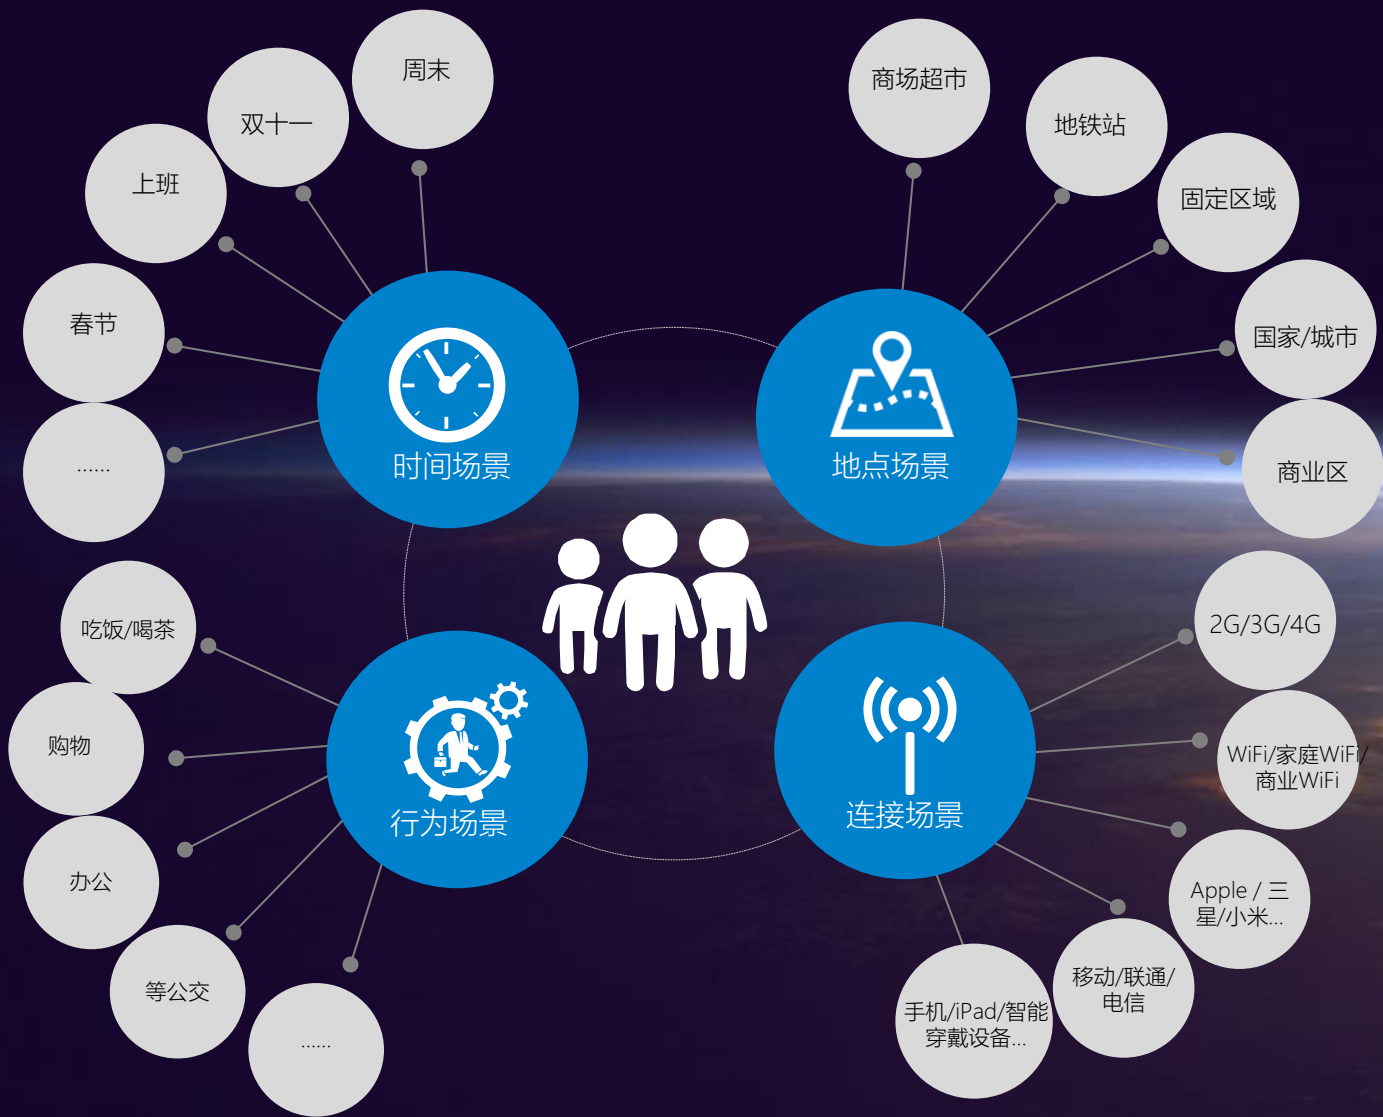 周末
双十一
上班
春节
......
时间场景
商场超市
地铁站
固定区域
国家/城市
商业区
地点场景
吃饭/喝茶
购物
办公
等公交
......
行为场景
2G/3G/4G
WiFi/家庭WiFi/
商业WiFi
Apple / 三
星/小米...
移动/联通/
电信
手机/iPad/智能
穿戴设备...
连接场景